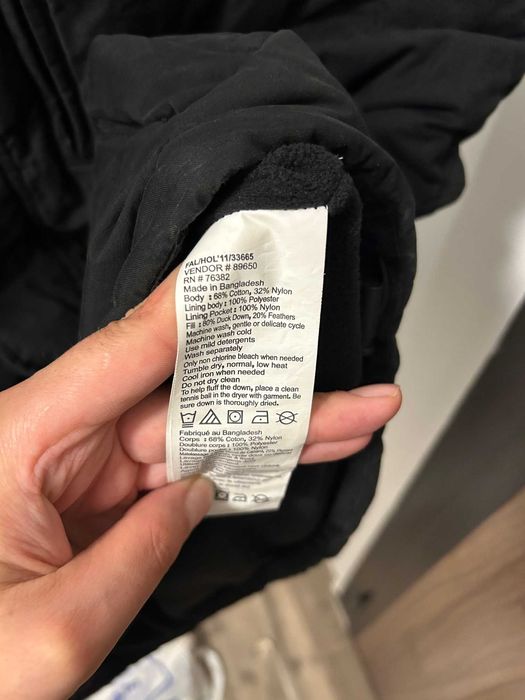 FAL/HOL'11/33665
VENDOR # 89650
RN # 76382
Made in Bangladesh
Body : 68% Cotton, 32% Nylon
Lining body : 100% Polyester
Lining Pocket : 100% Nylon
Fill : 80% Duck Down, 20% Feathers
Machine wash, gentle or delicate cycle
Machine wash cold
Use mild detergents
Wash separately
Only non chlorine bleach when needed
Tumble dry, normal, low heat
Cool iron when needed
Do not dry clean
To help fluff the down, place a clean
tennis ball in the dryer with garment. Be
sure down is thoroughly dried.
Fabriqué au Bangladesh
Corps : 68% Coton, 32% Nylon
Doublure corps : 100% Polyester
Doublure poche : 100% Nylon